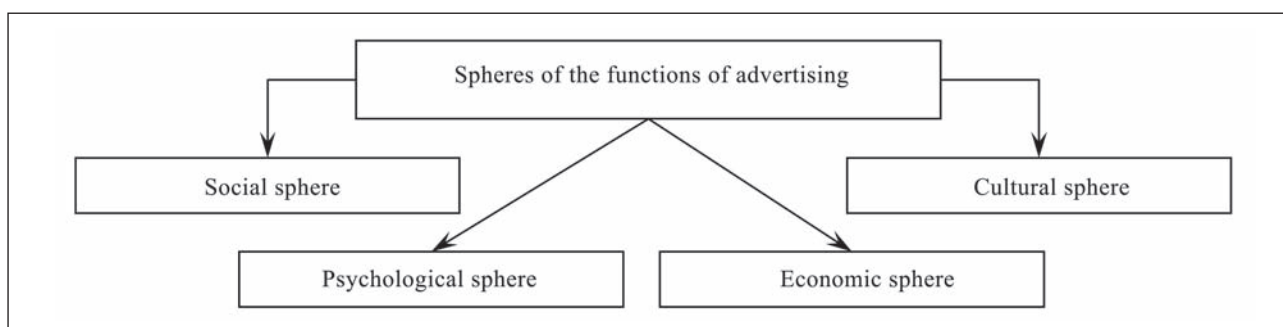 Spheres of the functions of advertising
Social sphere
Cultural sphere
Psychological sphere
Economic sphere